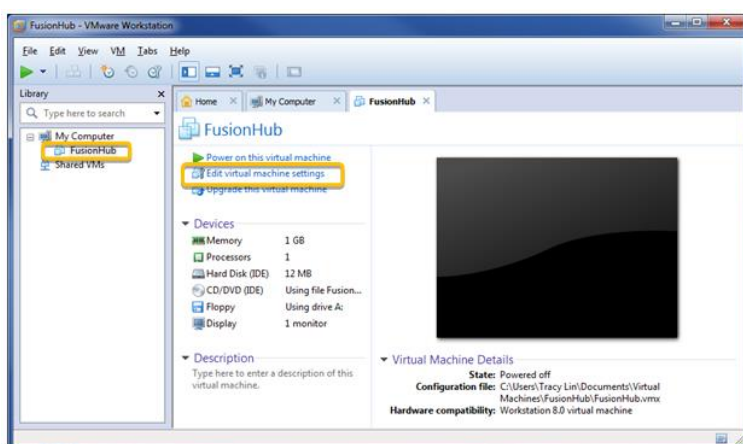 FusionHub - VMware Workstation
File Edit View VM Tabs Help
Library
Type here to search
My Computer
FusionHub
Shared VMs
Home
My Computer
FusionHub
FusionHub
Power on this virtual machine
Edit virtual machine settings
Upgrade this virtual machine
Devices
Memory 1 GB
Processors 1
Hard Disk (IDE) 12 MB
CD/DVD (IDE) Using file Fusion...
Floppy Using drive A:
Display 1 monitor
Description
Type here to enter a description of this
virtual machine.
Virtual Machine Details
State: Powered off
Configuration file: C:\Users\Tracy Lin\Documents\Virtual
Machines\FusionHub\FusionHub.vmx
Hardware compatibility: Workstation 8.0 virtual machine